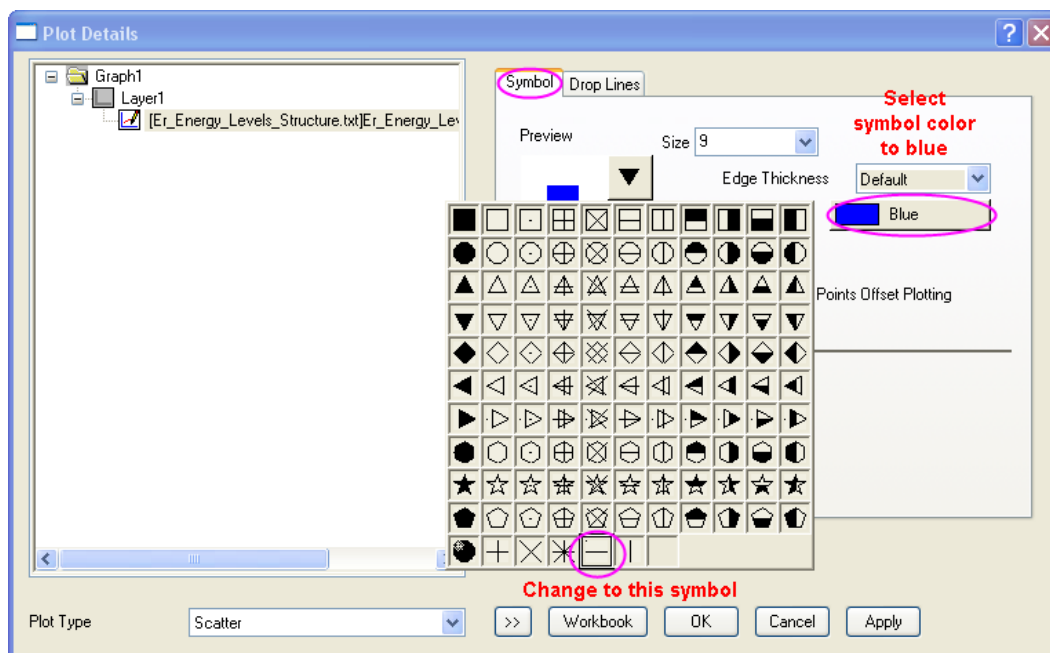 Plot Details
Graph1
Layer1
[Er_Energy_Levels_Structure.txt]Er_Energy_Lev
Symbol Drop Lines
Select
symbol color
to blue
Preview
Size 9
Edge Thickness Default
Blue
Points Offset Plotting
Change to this symbol
Plot Type Scatter
>> Workbook OK Cancel Apply